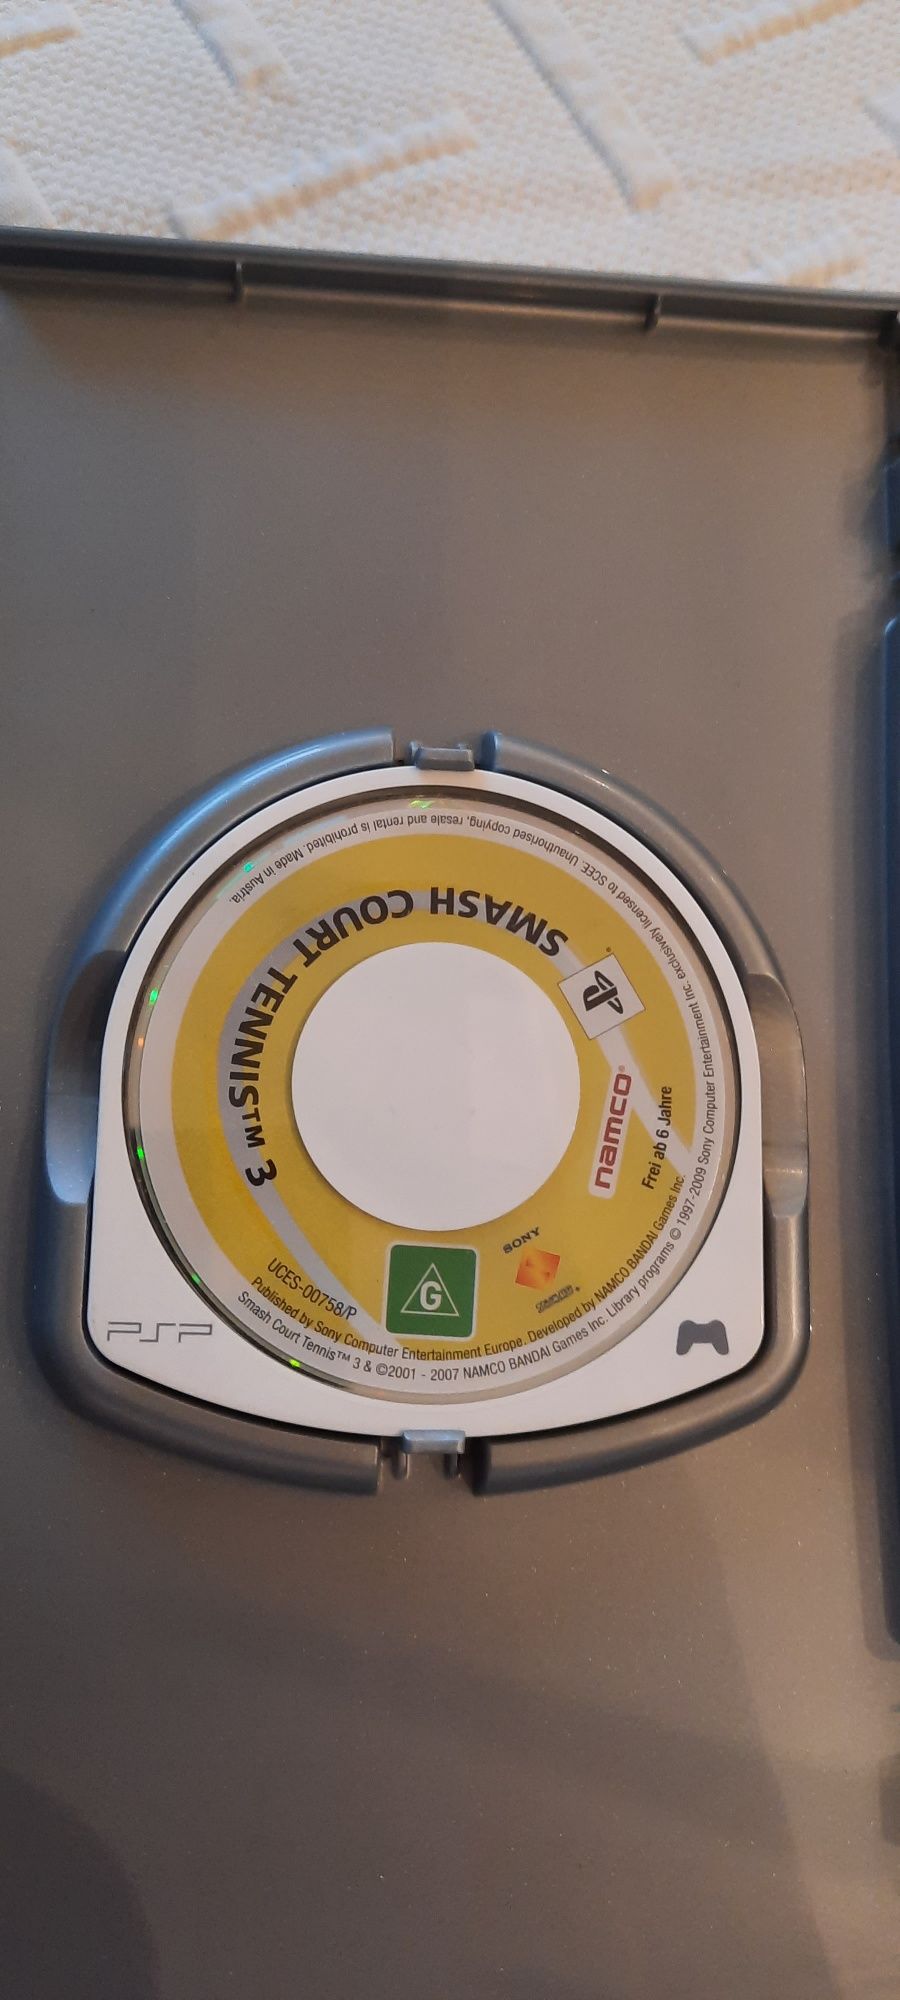 SMASH COURT TENNIS™ 3
namco®
Frei ab 6 Jahre
SONY
G
UCES-00758/P
Published by Sony Computer Entertainment Europe. Developed by NAMCO BANDAI Games Inc.
Smash Court Tennis™ 3 & ©2001 - 2007 NAMCO BANDAI Games Inc. Library programs © 1997-2009 Sony Computer Entertainment Inc. exclusively licensed to SCEE. Unauthorised copying, resale and rental is prohibited. Made in Austria.
PSP